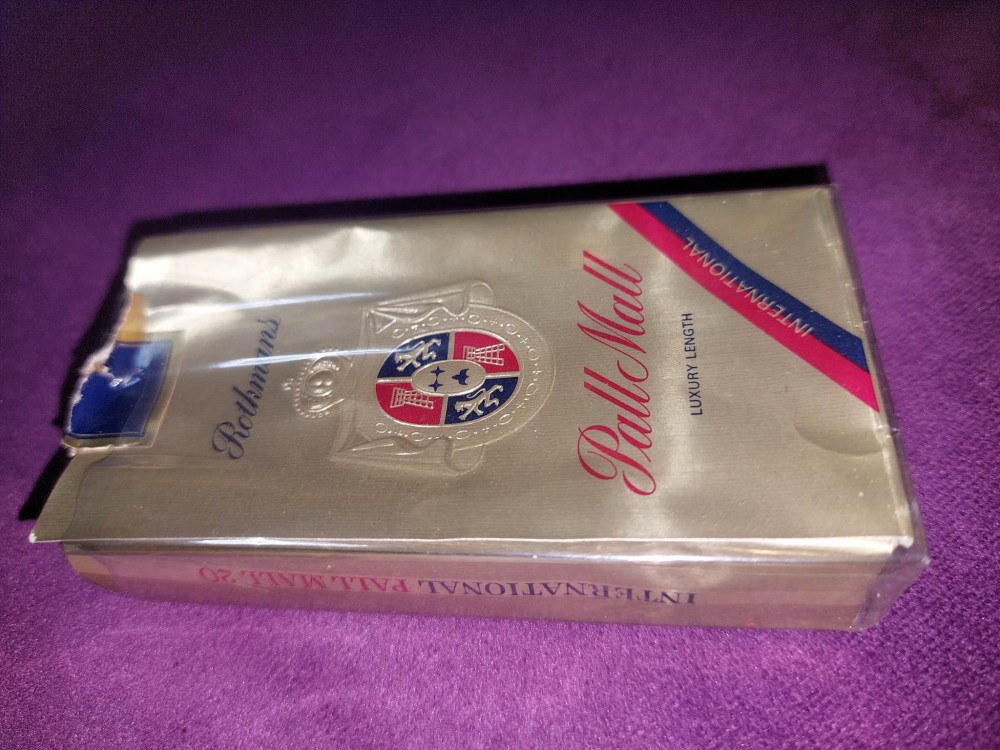 Rothmans
Pall Mall
LUXURY LENGTH
INTERNATIONAL
INTERNATIONAL PALL MALL 20